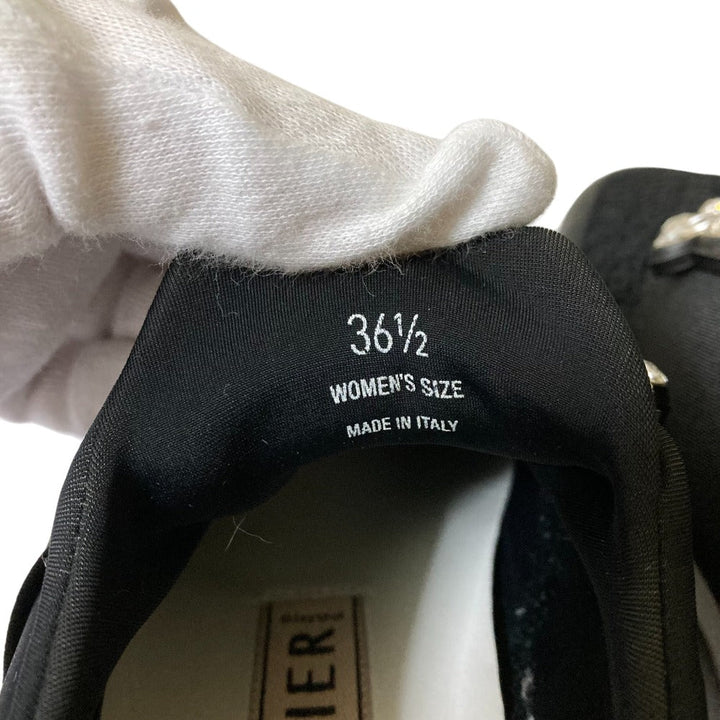 36½
WOMEN'S SIZE
MADE IN ITALY
IER